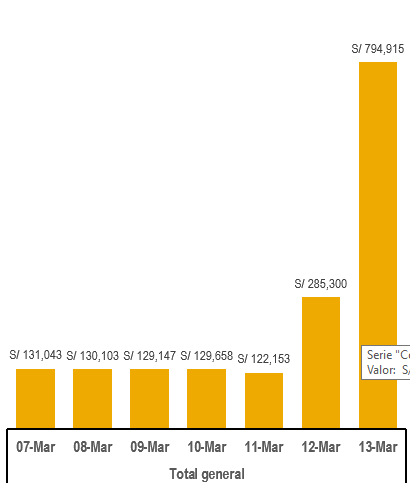 S/ 794,915
S/ 285,300
S/ 131,043 S/ 130,103 S/ 129,147 S/ 129,658 S/ 122,153
Serie "Co
Valor: S/
07-Mar 08-Mar 09-Mar 10-Mar 11-Mar 12-Mar 13-Mar
Total general